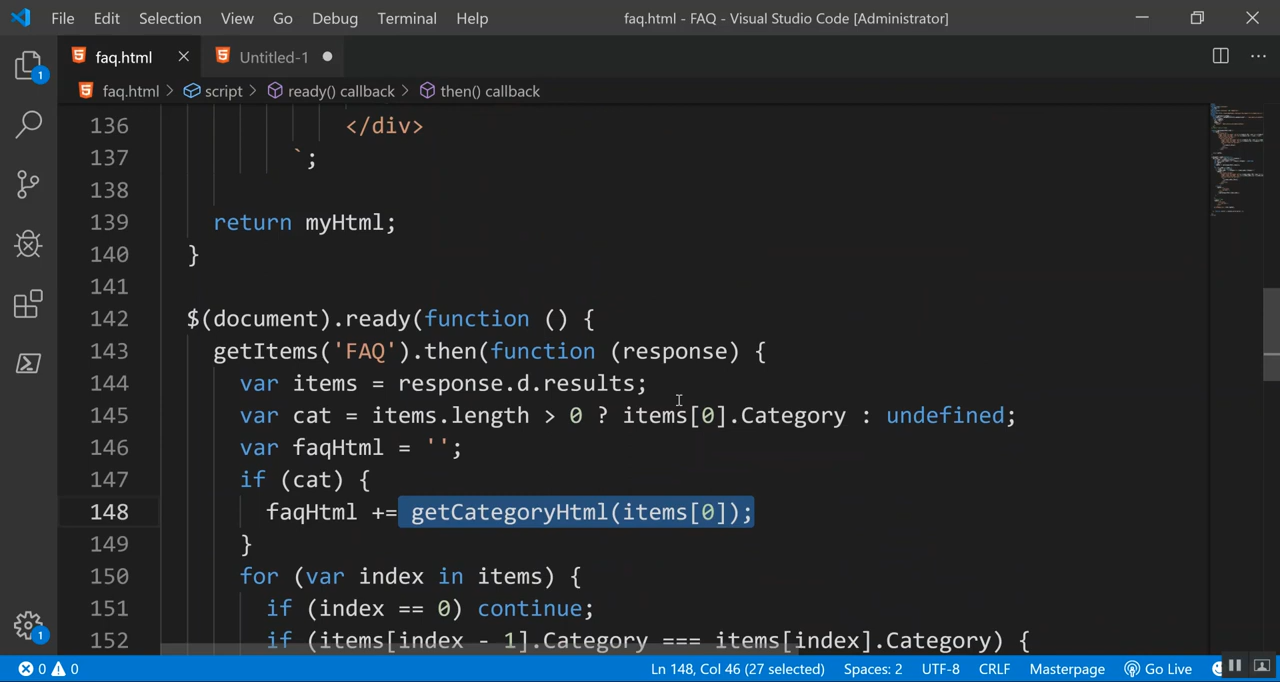 File Edit Selection View Go Debug Terminal Help faq.html - FAQ - Visual Studio Code [Administrator]
faq.html Untitled-1
faq.html > script > ready() callback > then() callback
1
136 </div>
137 `;
138
139 return myHtml;
140 }
141
142 $(document).ready(function () {
143 getItems('FAQ').then(function (response) {
144 var items = response.d.results;
145 var cat = items.length > 0 ? items[0].Category : undefined;
146 var faqHtml = '';
147 if (cat) {
148 faqHtml += getCategoryHtml(items[0]);
149 }
150 for (var index in items) {
151 if (index == 0) continue;
152 if (items[index - 1].Category === items[index].Category) {
1
0 0 Ln 148, Col 46 (27 selected) Spaces: 2 UTF-8 CRLF Masterpage Go Live